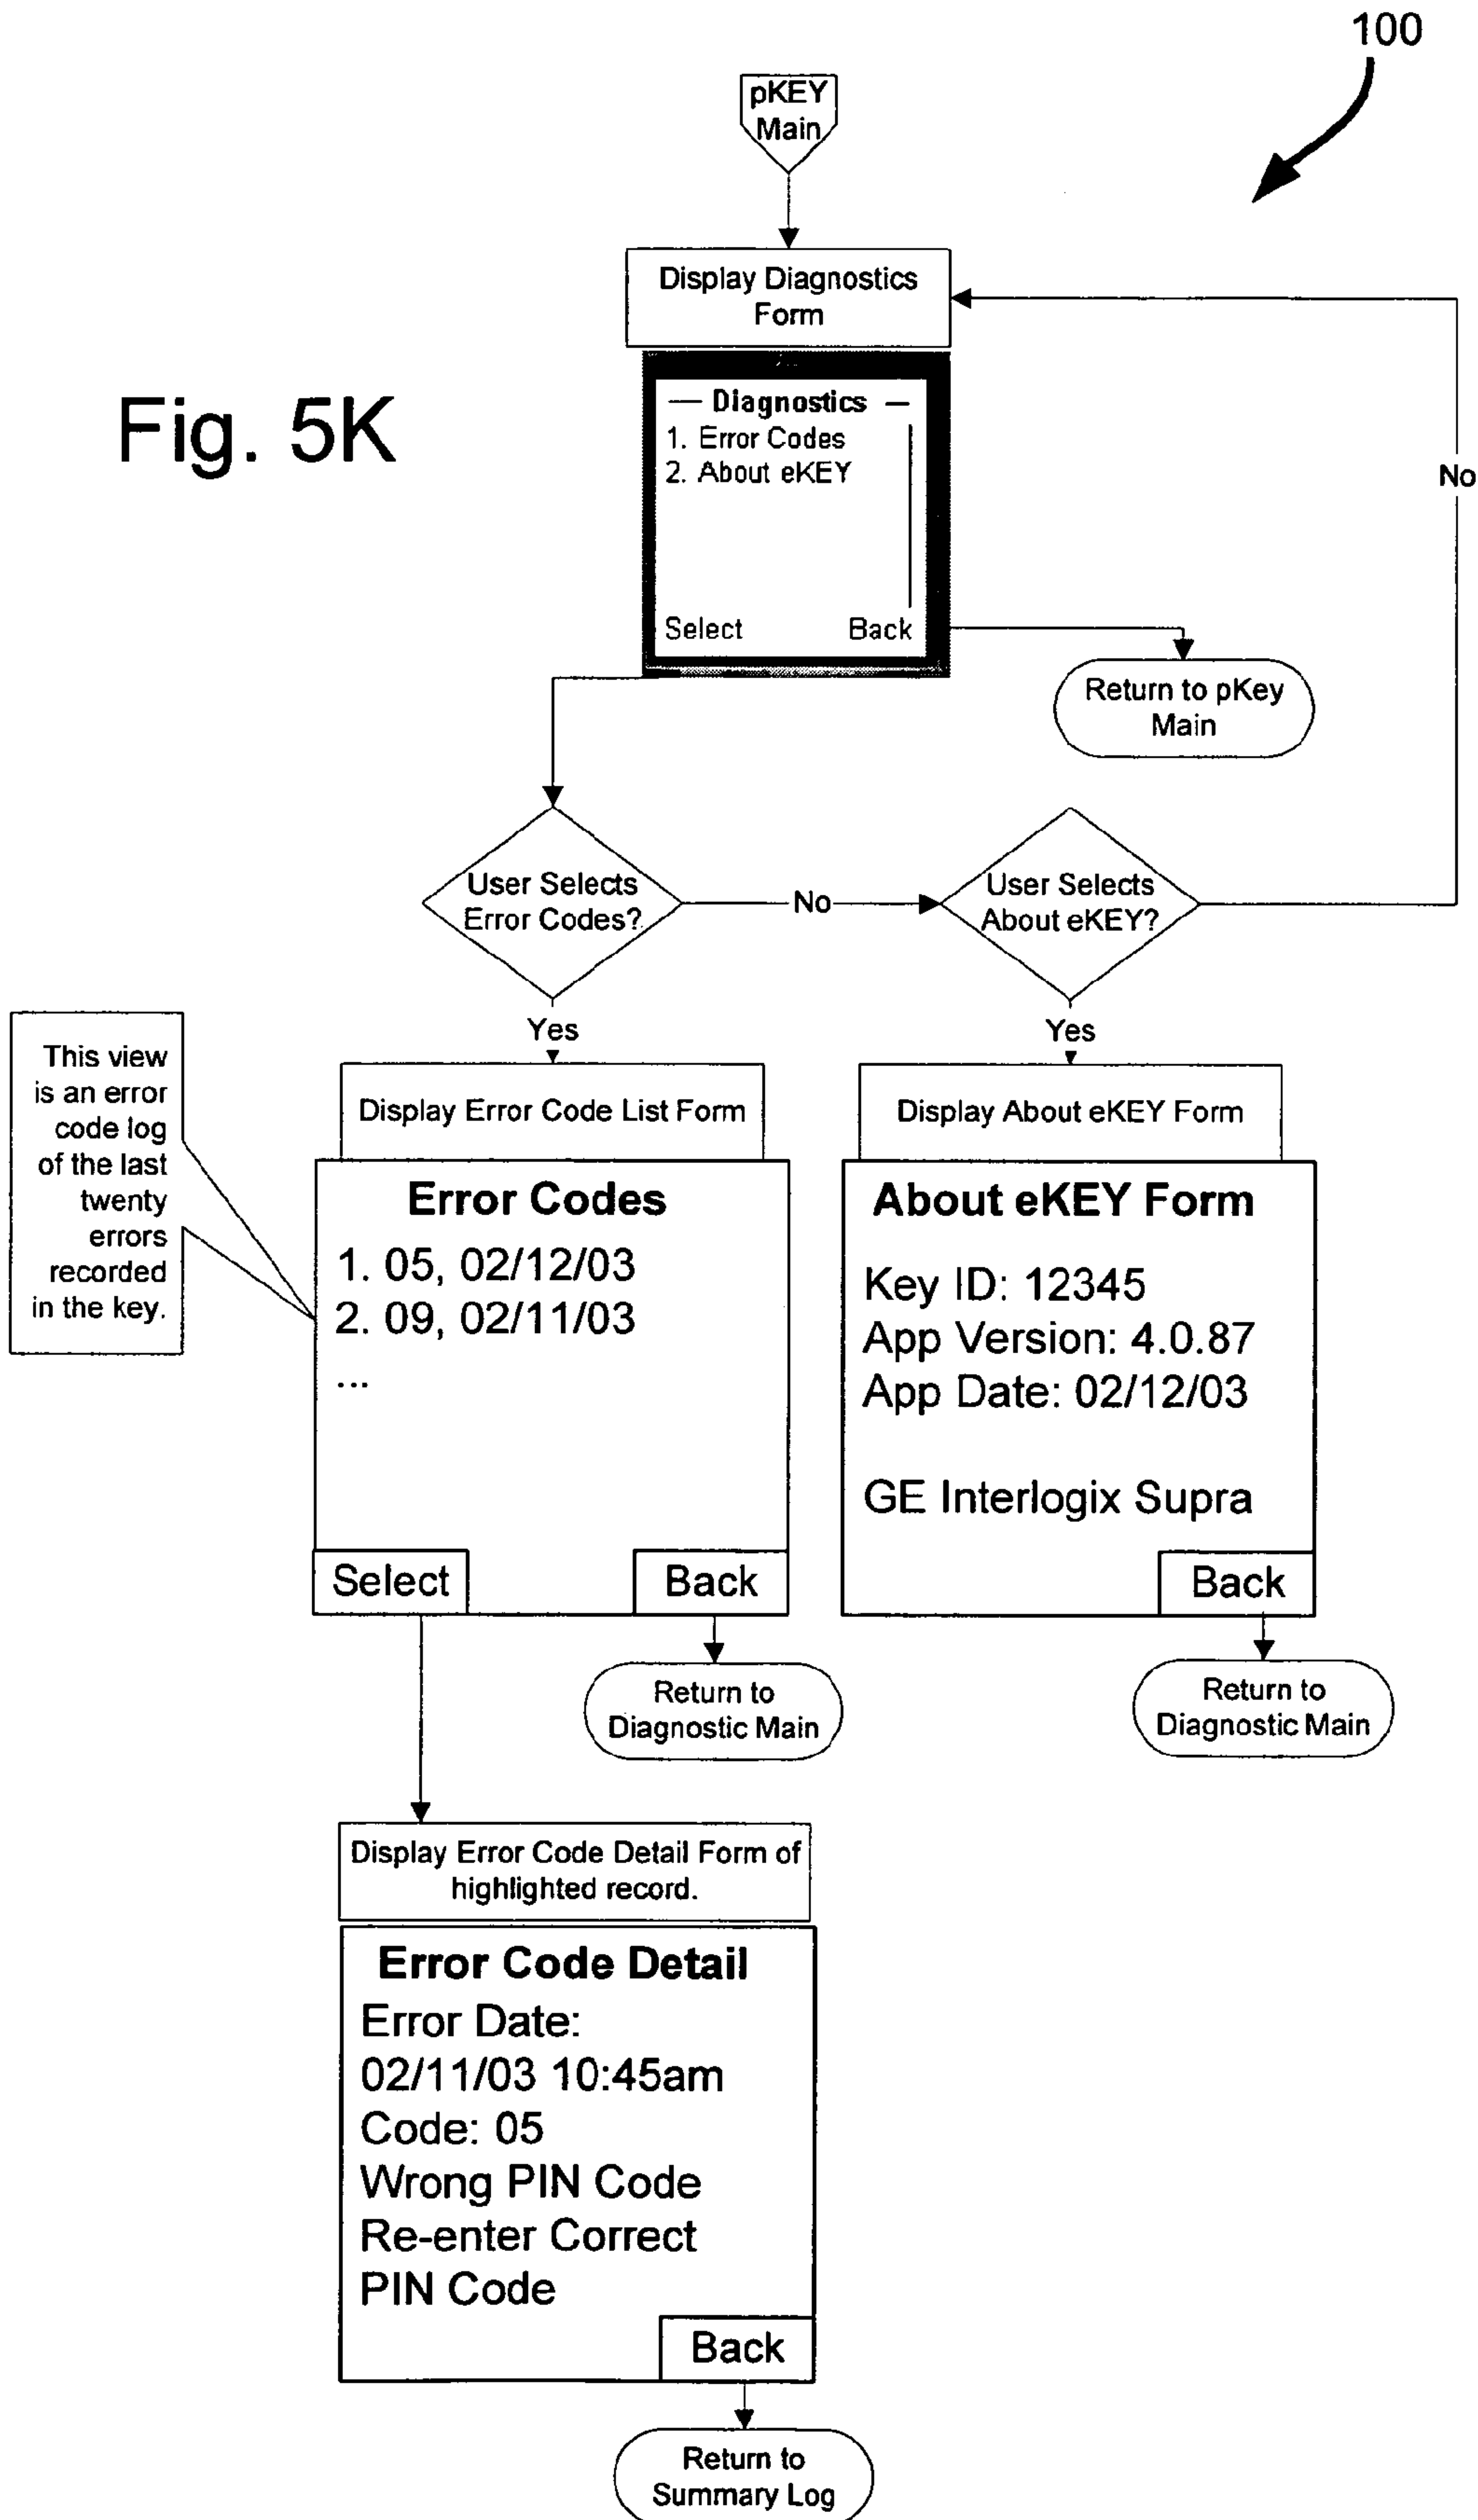 100
pKEY
Main
Display Diagnostics
Form
Fig. 5K
Diagnostics
1. Error Codes
2. About eKEY
Select Back
No
Return to pKey
Main
User Selects
Error Codes?
No
User Selects
About eKEY?
Yes
Yes
This view
is an error
code log
of the last
twenty
errors
recorded
in the key.
Display Error Code List Form
Error Codes
1. 05, 02/12/03
2. 09, 02/11/03
...
Select Back
Display About eKEY Form
About eKEY Form
Key ID: 12345
App Version: 4.0.87
App Date: 02/12/03
GE Interlogix Supra
Back
Return to
Diagnostic Main
Return to
Diagnostic Main
Display Error Code Detail Form of
highlighted record.
Error Code Detail
Error Date:
02/11/03 10:45am
Code: 05
Wrong PIN Code
Re-enter Correct
PIN Code
Back
Return to
Summary Log